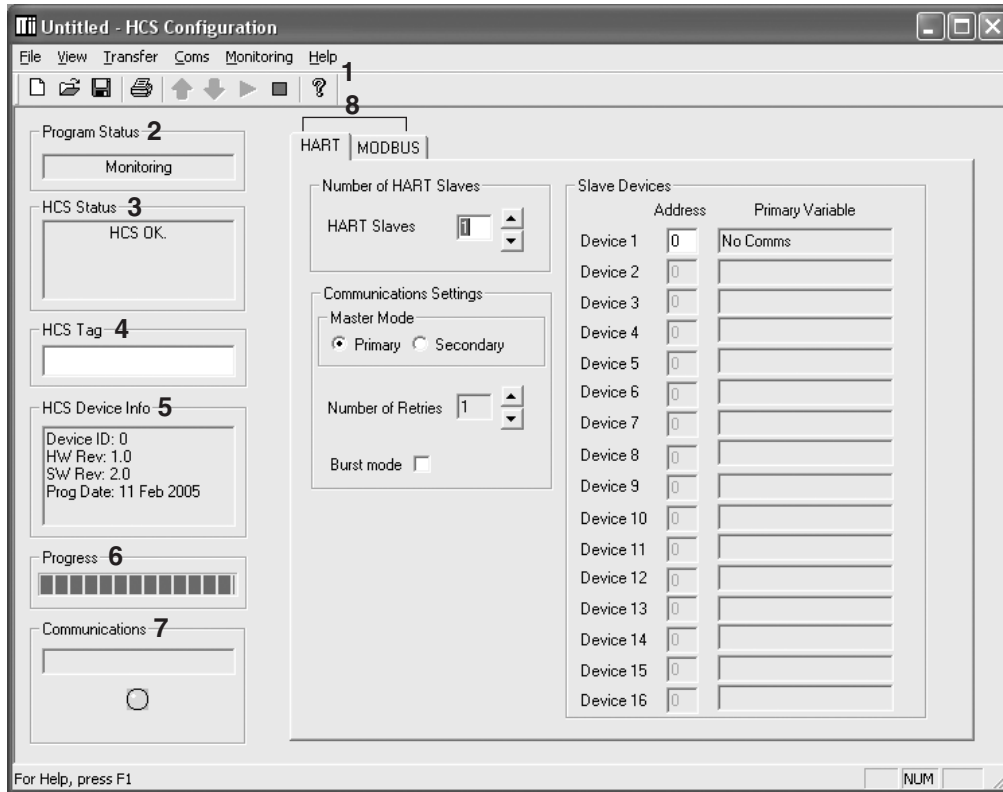 Untitled - HCS Configuration
File View Transfer Coms Monitoring Help
1
8
Program Status 2
Monitoring
HCS Status 3
HCS OK.
HCS Tag 4
HCS Device Info 5
Device ID: 0
HW Rev: 1.0
SW Rev: 2.0
Prog Date: 11 Feb 2005
Progress 6
Communications 7
HART MODBUS
Number of HART Slaves
HART Slaves 1
Communications Settings
Master Mode
Primary Secondary
Number of Retries 1
Burst mode
Slave Devices
Address Primary Variable
Device 1 0 No Comms
Device 2 0
Device 3 0
Device 4 0
Device 5 0
Device 6 0
Device 7 0
Device 8 0
Device 9 0
Device 10 0
Device 11 0
Device 12 0
Device 13 0
Device 14 0
Device 15 0
Device 16 0
For Help, press F1
NUM